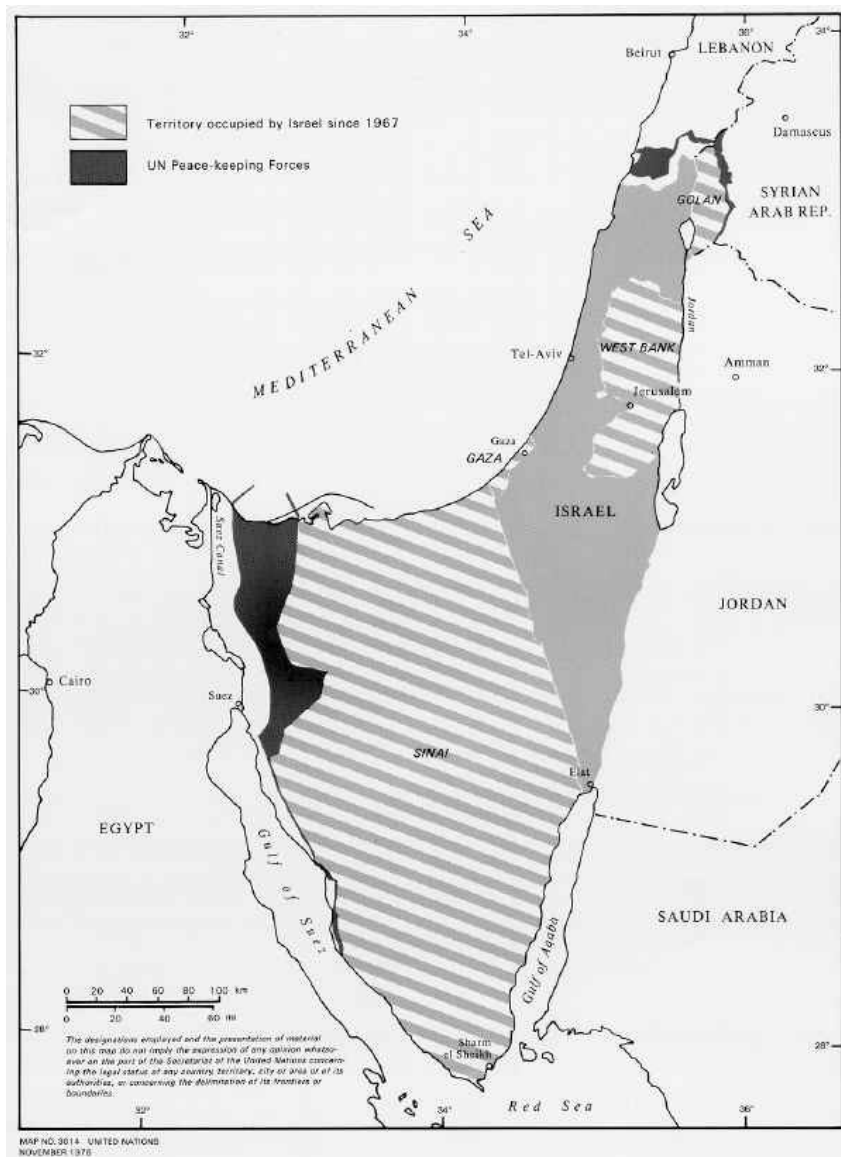 32°
34°
36°
34°
Beirut
LEBANON
Territory occupied by Israel since 1967
Damascus
UN Peace-keeping Forces
SYRIAN
ARAB REP.
GOLAN
MEDITERRANEAN SEA
Jordan
32°
Tel-Aviv
WEST BANK
Amman
32°
Jerusalem
Gaza
GAZA
ISRAEL
Suez Canal
JORDAN
Cairo
30°
Suez
30°
SINAI
Elat
EGYPT
Gulf of Suez
SAUDI ARABIA
Gulf of Aqaba
0 20 40 60 80 100 km
0 20 40 60 mi
28°
The designations employed and the presentation of material
on this map do not imply the expression of any opinion whatso-
ever on the part of the Secretariat of the United Nations concern-
ing the legal status of any country, territory, city or area or of its
authorities, or concerning the delimitation of its frontiers or
boundaries.
Sharm
el Sheikh
28°
Red Sea
32°
34°
36°
MAP NO. 3014 UNITED NATIONS
NOVEMBER 1978